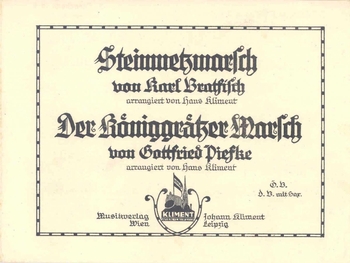 Steinmetzmarsch
von Karl Bratfisch
arrangiert von Hans Kliment
Der Königgrätzer Marsch
von Gottfried Piefke
arrangiert von Hans Kliment
Ö. B.
d. B. mit Sax.
KLIMENT
Musikverlag Johann Kliment
Wien Leipzig